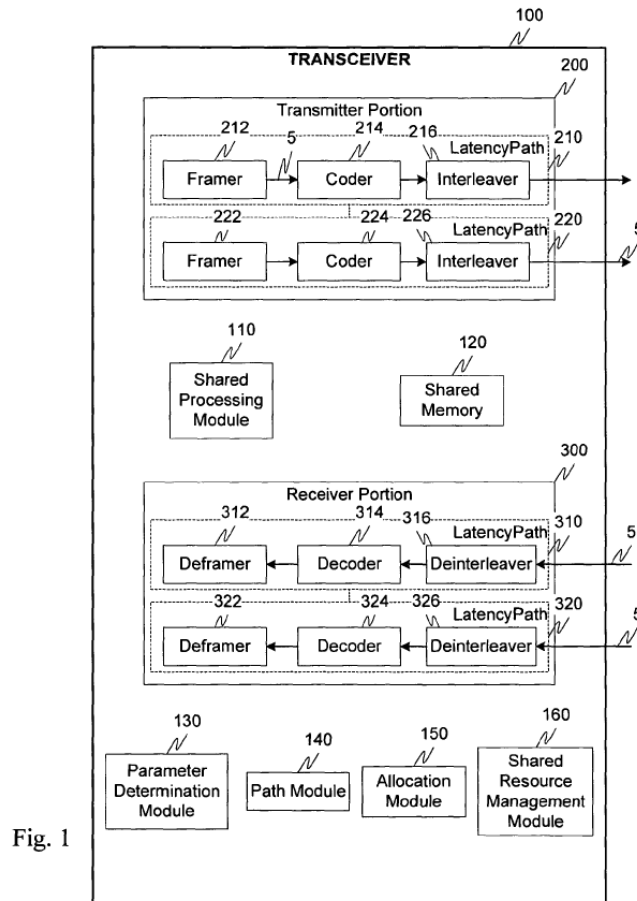 100
TRANSCEIVER
200
Transmitter Portion
212
5
214
216
LatencyPath
210
Framer
Coder
Interleaver
222
224
226
LatencyPath
220
5
Framer
Coder
Interleaver
110
120
Shared
Processing
Module
Shared
Memory
300
Receiver Portion
312
314
316
LatencyPath
310
5
Deframer
Decoder
Deinterleaver
322
324
326
LatencyPath
320
5
Deframer
Decoder
Deinterleaver
130
140
150
160
Parameter
Determination
Module
Path Module
Allocation
Module
Shared
Resource
Management
Module
Fig. 1